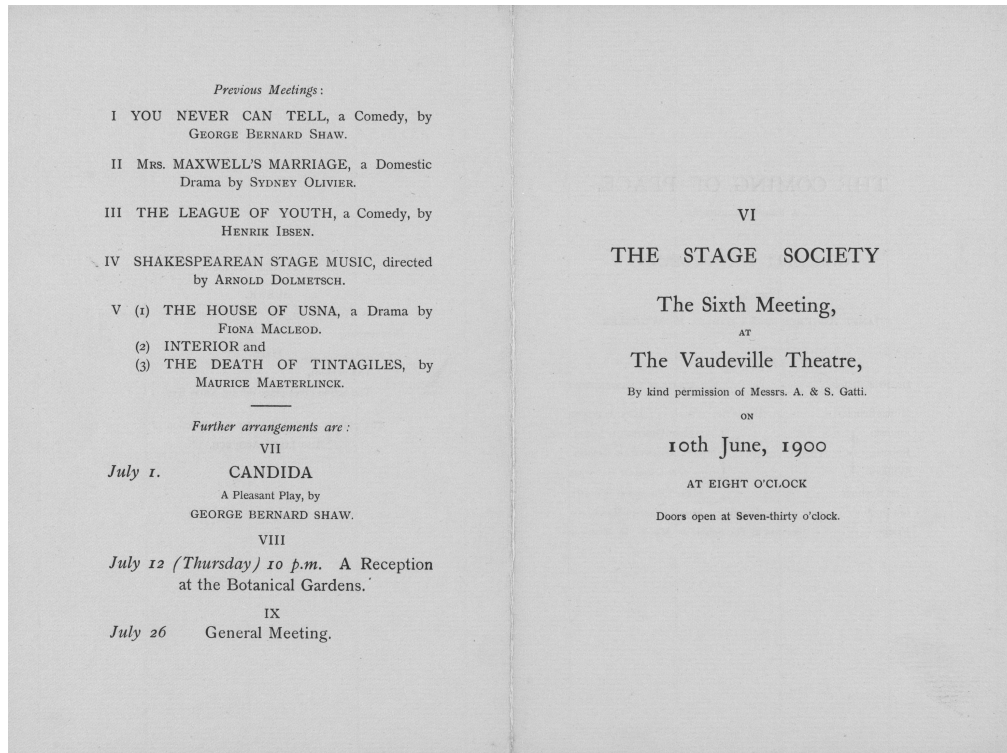 Previous Meetings:
I YOU NEVER CAN TELL, a Comedy, by
GEORGE BERNARD SHAW.
II MRS. MAXWELL'S MARRIAGE, a Domestic
Drama by SYDNEY OLIVIER.
III THE LEAGUE OF YOUTH, a Comedy, by
HENRIK IBSEN.
IV SHAKESPEAREAN STAGE MUSIC, directed
by ARNOLD DOLMETSCH.
V (1) THE HOUSE OF USNA, a Drama by
FIONA MACLEOD.
(2) INTERIOR and
(3) THE DEATH OF TINTAGILES, by
MAURICE MAETERLINCK.
Further arrangements are:
VII
July 1. CANDIDA
A Pleasant Play, by
GEORGE BERNARD SHAW.
VIII
July 12 (Thursday) 10 p.m. A Reception
at the Botanical Gardens.
IX
July 26 General Meeting.
THE COMING OF PEACE
VI
THE STAGE SOCIETY
The Sixth Meeting,
AT
The Vaudeville Theatre,
By kind permission of Messrs. A. & S. Gatti.
ON
10th June, 1900
AT EIGHT O'CLOCK
Doors open at Seven-thirty o'clock.